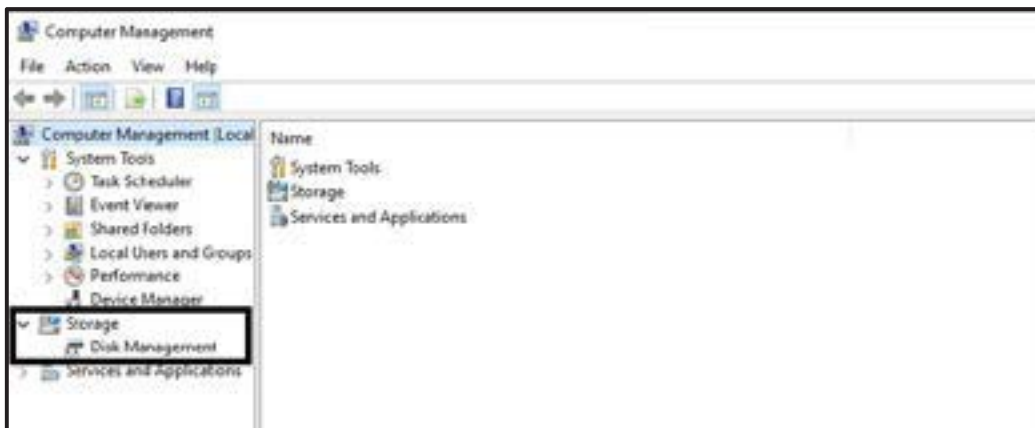 Computer Management
File Action View Help
Computer Management (Local
System Tools
Task Scheduler
Event Viewer
Shared Folders
Local Users and Groups
Performance
Device Manager
Storage
Disk Management
Services and Applications
Name
System Tools
Storage
Services and Applications